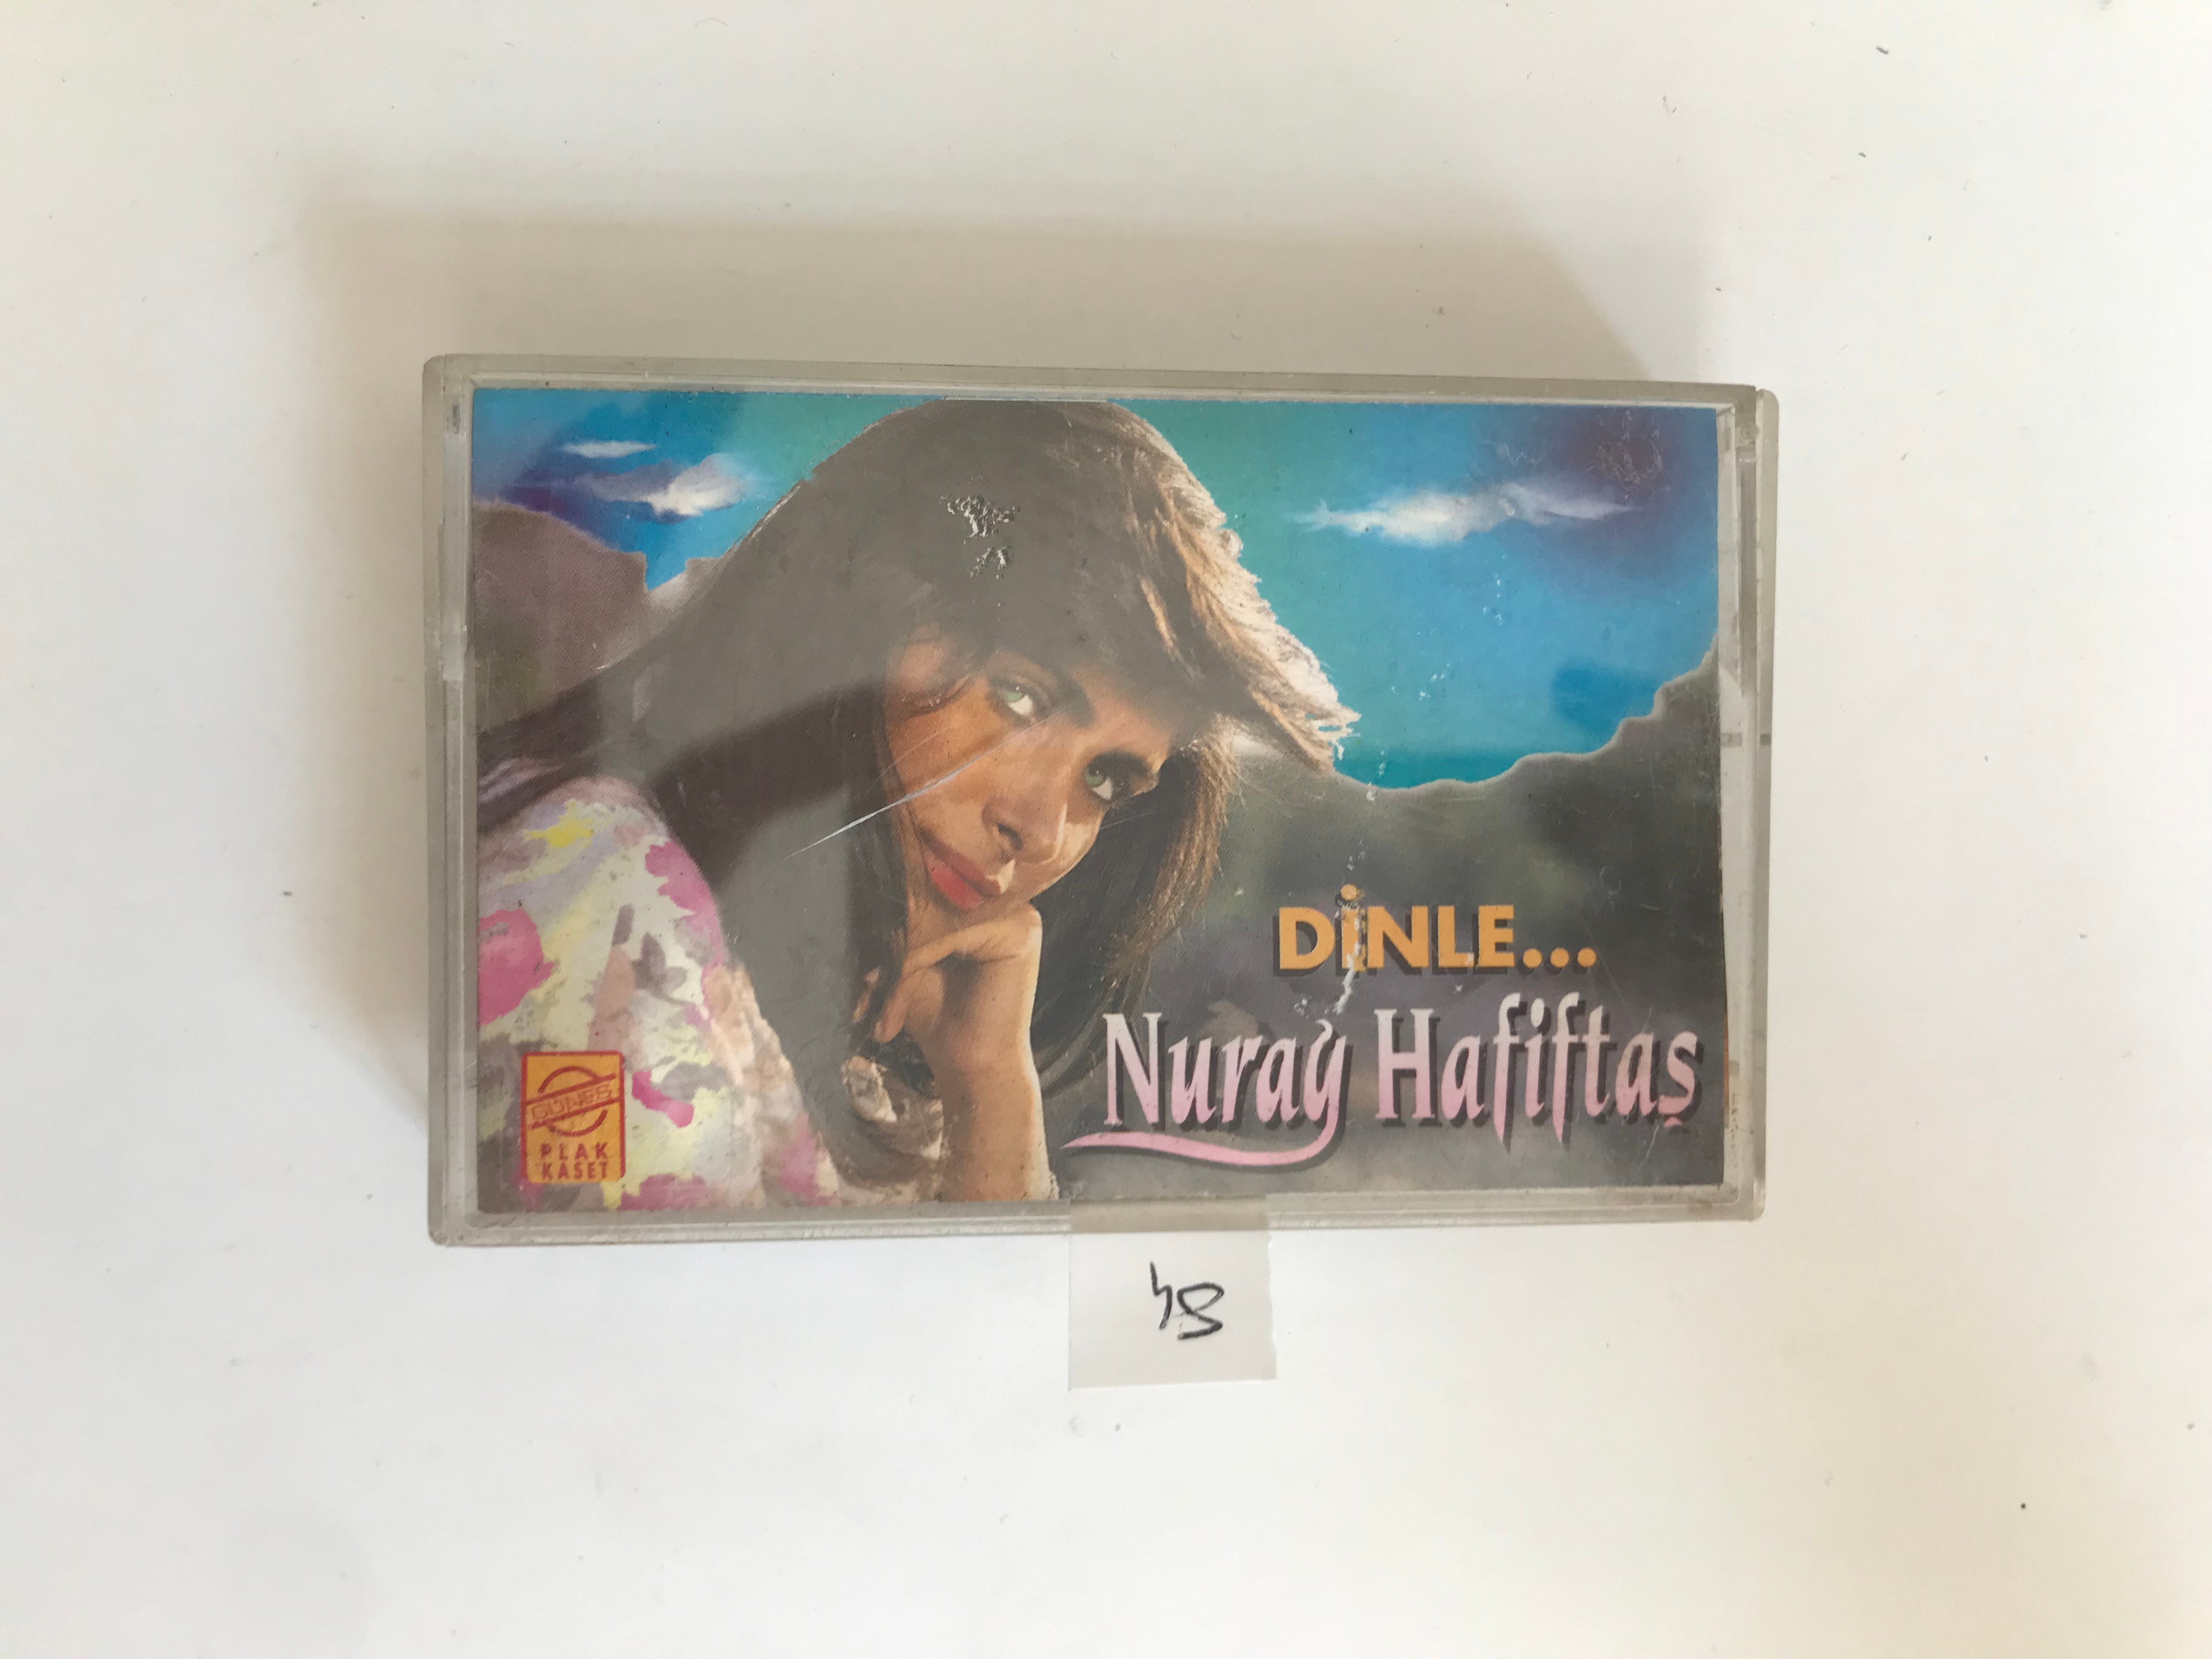 DİNLE...
Nuray Hafiftaş
GÜNEŞ
PLAK
KASET
48